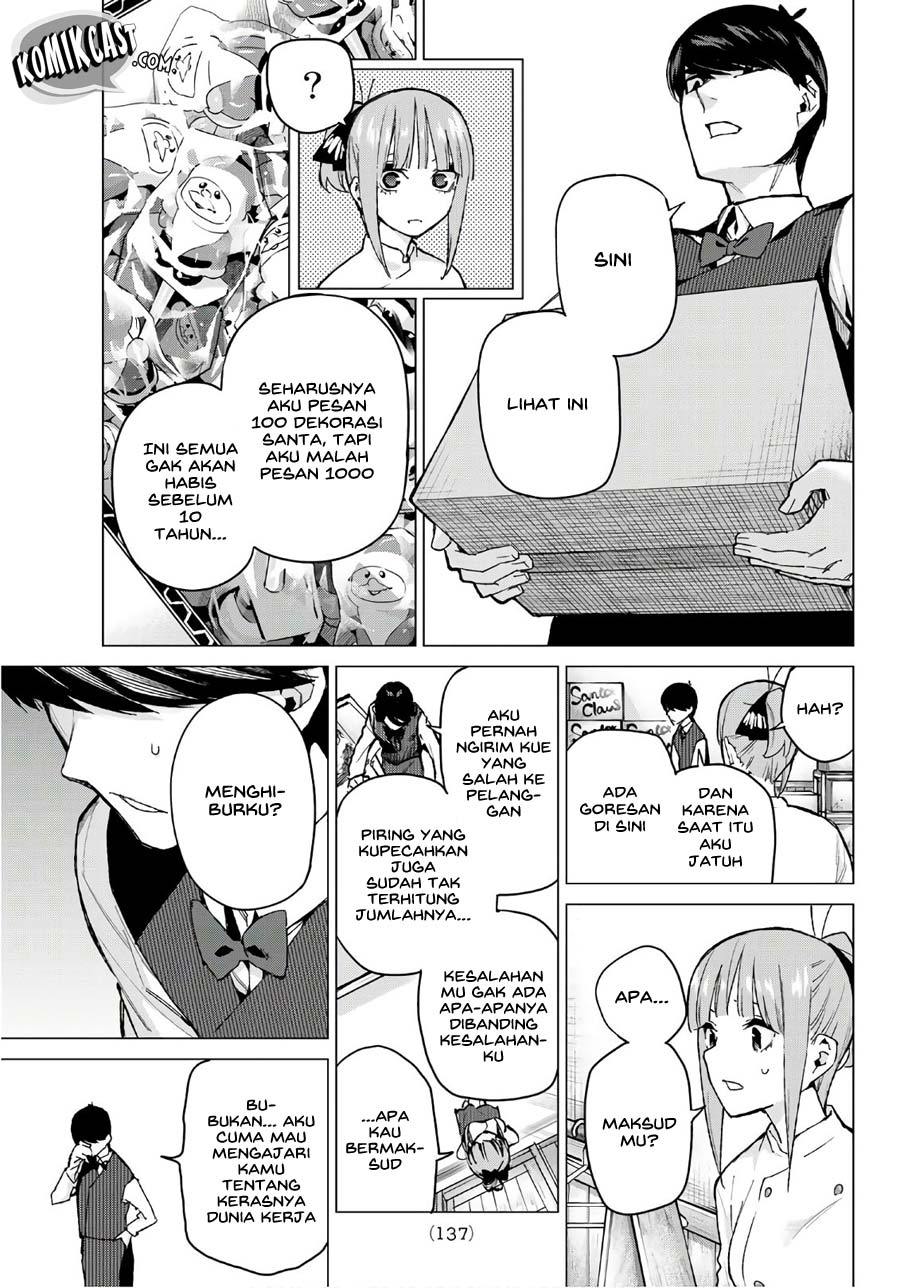 KOMIKCAST
.COM
SINI
LIHAT INI
?
SEHARUSNYA
AKU PESAN
100 DEKORASI
SANTA, TAPI
AKU MALAH
PESAN 1000
INI SEMUA
GAK AKAN
HABIS
SEBELUM
10
TAHUN...
HAH?
Santa
Claus
DAN
KARENA
SAAT ITU
AKU
JATUH
ADA
GORESAN
DI SINI
APA...
MAKSUD
MU?
AKU
PERNAH
NGIRIM KUE
YANG
SALAH KE
PELANG-
GAN
PIRING YANG
KUPECAHKAN
JUGA
SUDAH TAK
TERHITUNG
JUMLAHNYA...
KESALAHAN
MU GAK ADA
APA-APANYA
DIBANDING
KESALAHAN-
KU
...APA
KAU
BERMAK-
SUD
MENGHI-
BURKU?
BU-
BUKAN... AKU
CUMA MAU
MENGAJARI
KAMU
TENTANG
KERASNYA
DUNIA KERJA
(137)